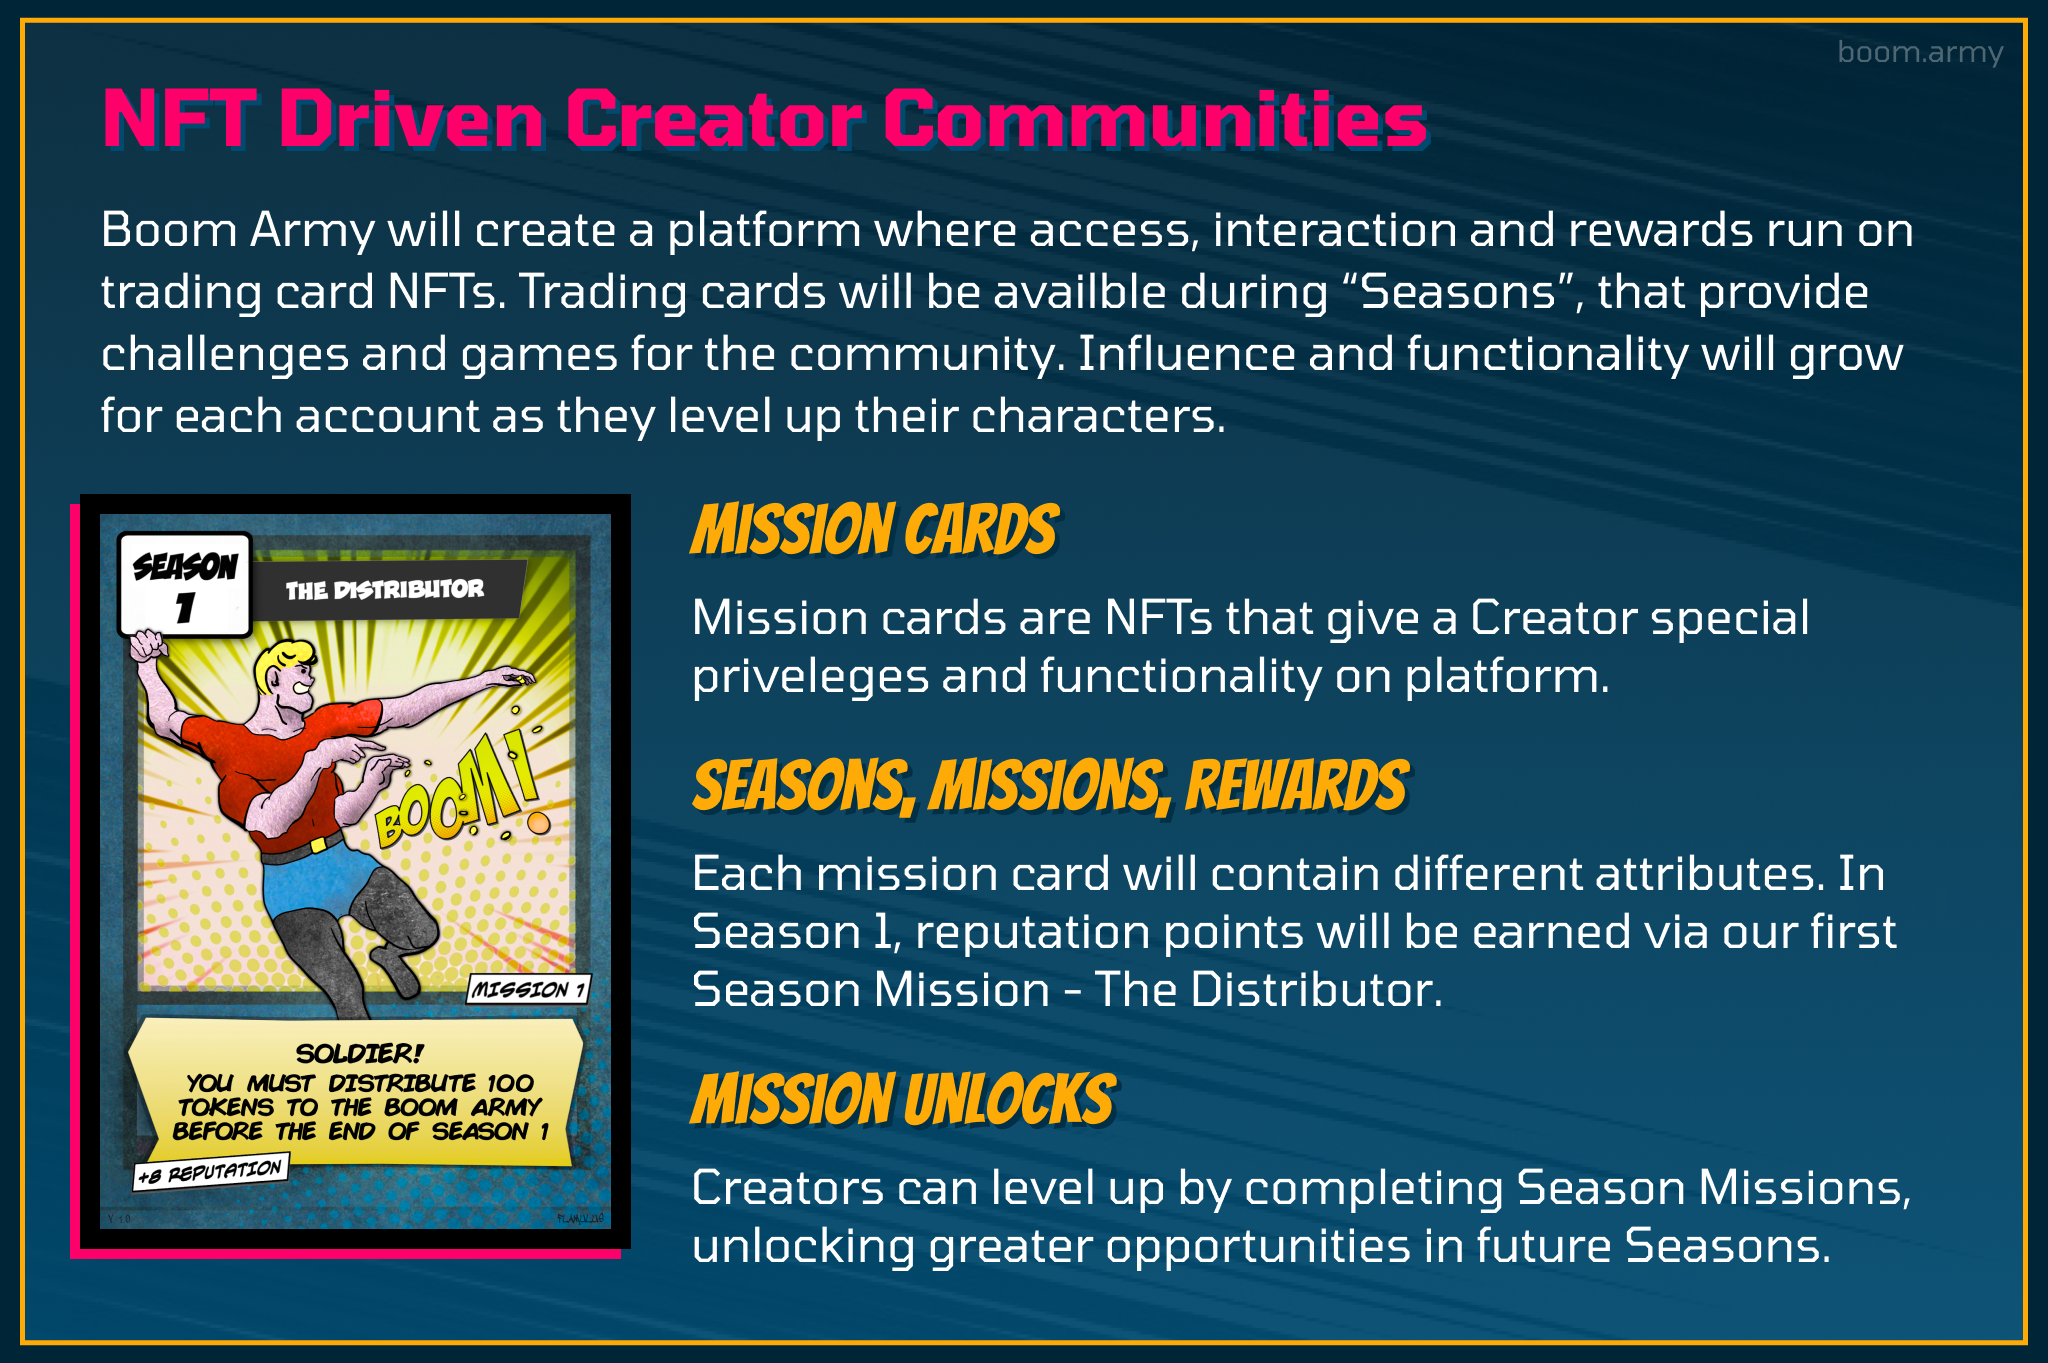 boom.army
NFT Driven Creator Communities
Boom Army will create a platform where access, interaction and rewards run on
trading card NFTs. Trading cards will be availble during “Seasons”, that provide
challenges and games for the community. Influence and functionality will grow
for each account as they level up their characters.
SEASON
1
THE DISTRIBUTOR
BOOM!
MISSION 1
SOLDIER!
YOU MUST DISTRIBUTE 100
TOKENS TO THE BOOM ARMY
BEFORE THE END OF SEASON 1
+8 REPUTATION
MISSION CARDS
Mission cards are NFTs that give a Creator special
priveleges and functionality on platform.
SEASONS, MISSIONS, REWARDS
Each mission card will contain different attributes. In
Season 1, reputation points will be earned via our first
Season Mission - The Distributor.
MISSION UNLOCKS
Creators can level up by completing Season Missions,
unlocking greater opportunities in future Seasons.